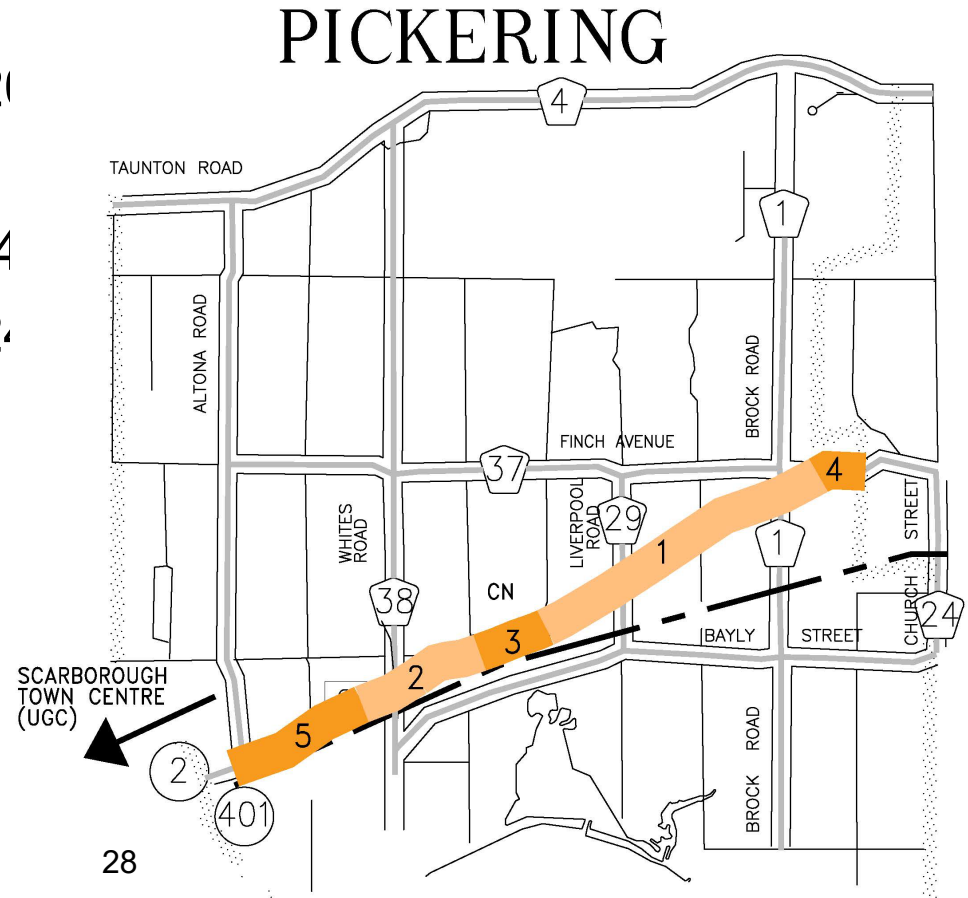 PICKERING
4
TAUNTON ROAD
1
ALTONA ROAD
BROCK ROAD
FINCH AVENUE
37
4
LIVERPOOL
ROAD
29
STREET
CHURCH
WHITES
ROAD
1
1
38
CN
24
3
BAYLY STREET
2
SCARBOROUGH
TOWN CENTRE
(UGC)
5
BROCK ROAD
2
401
28